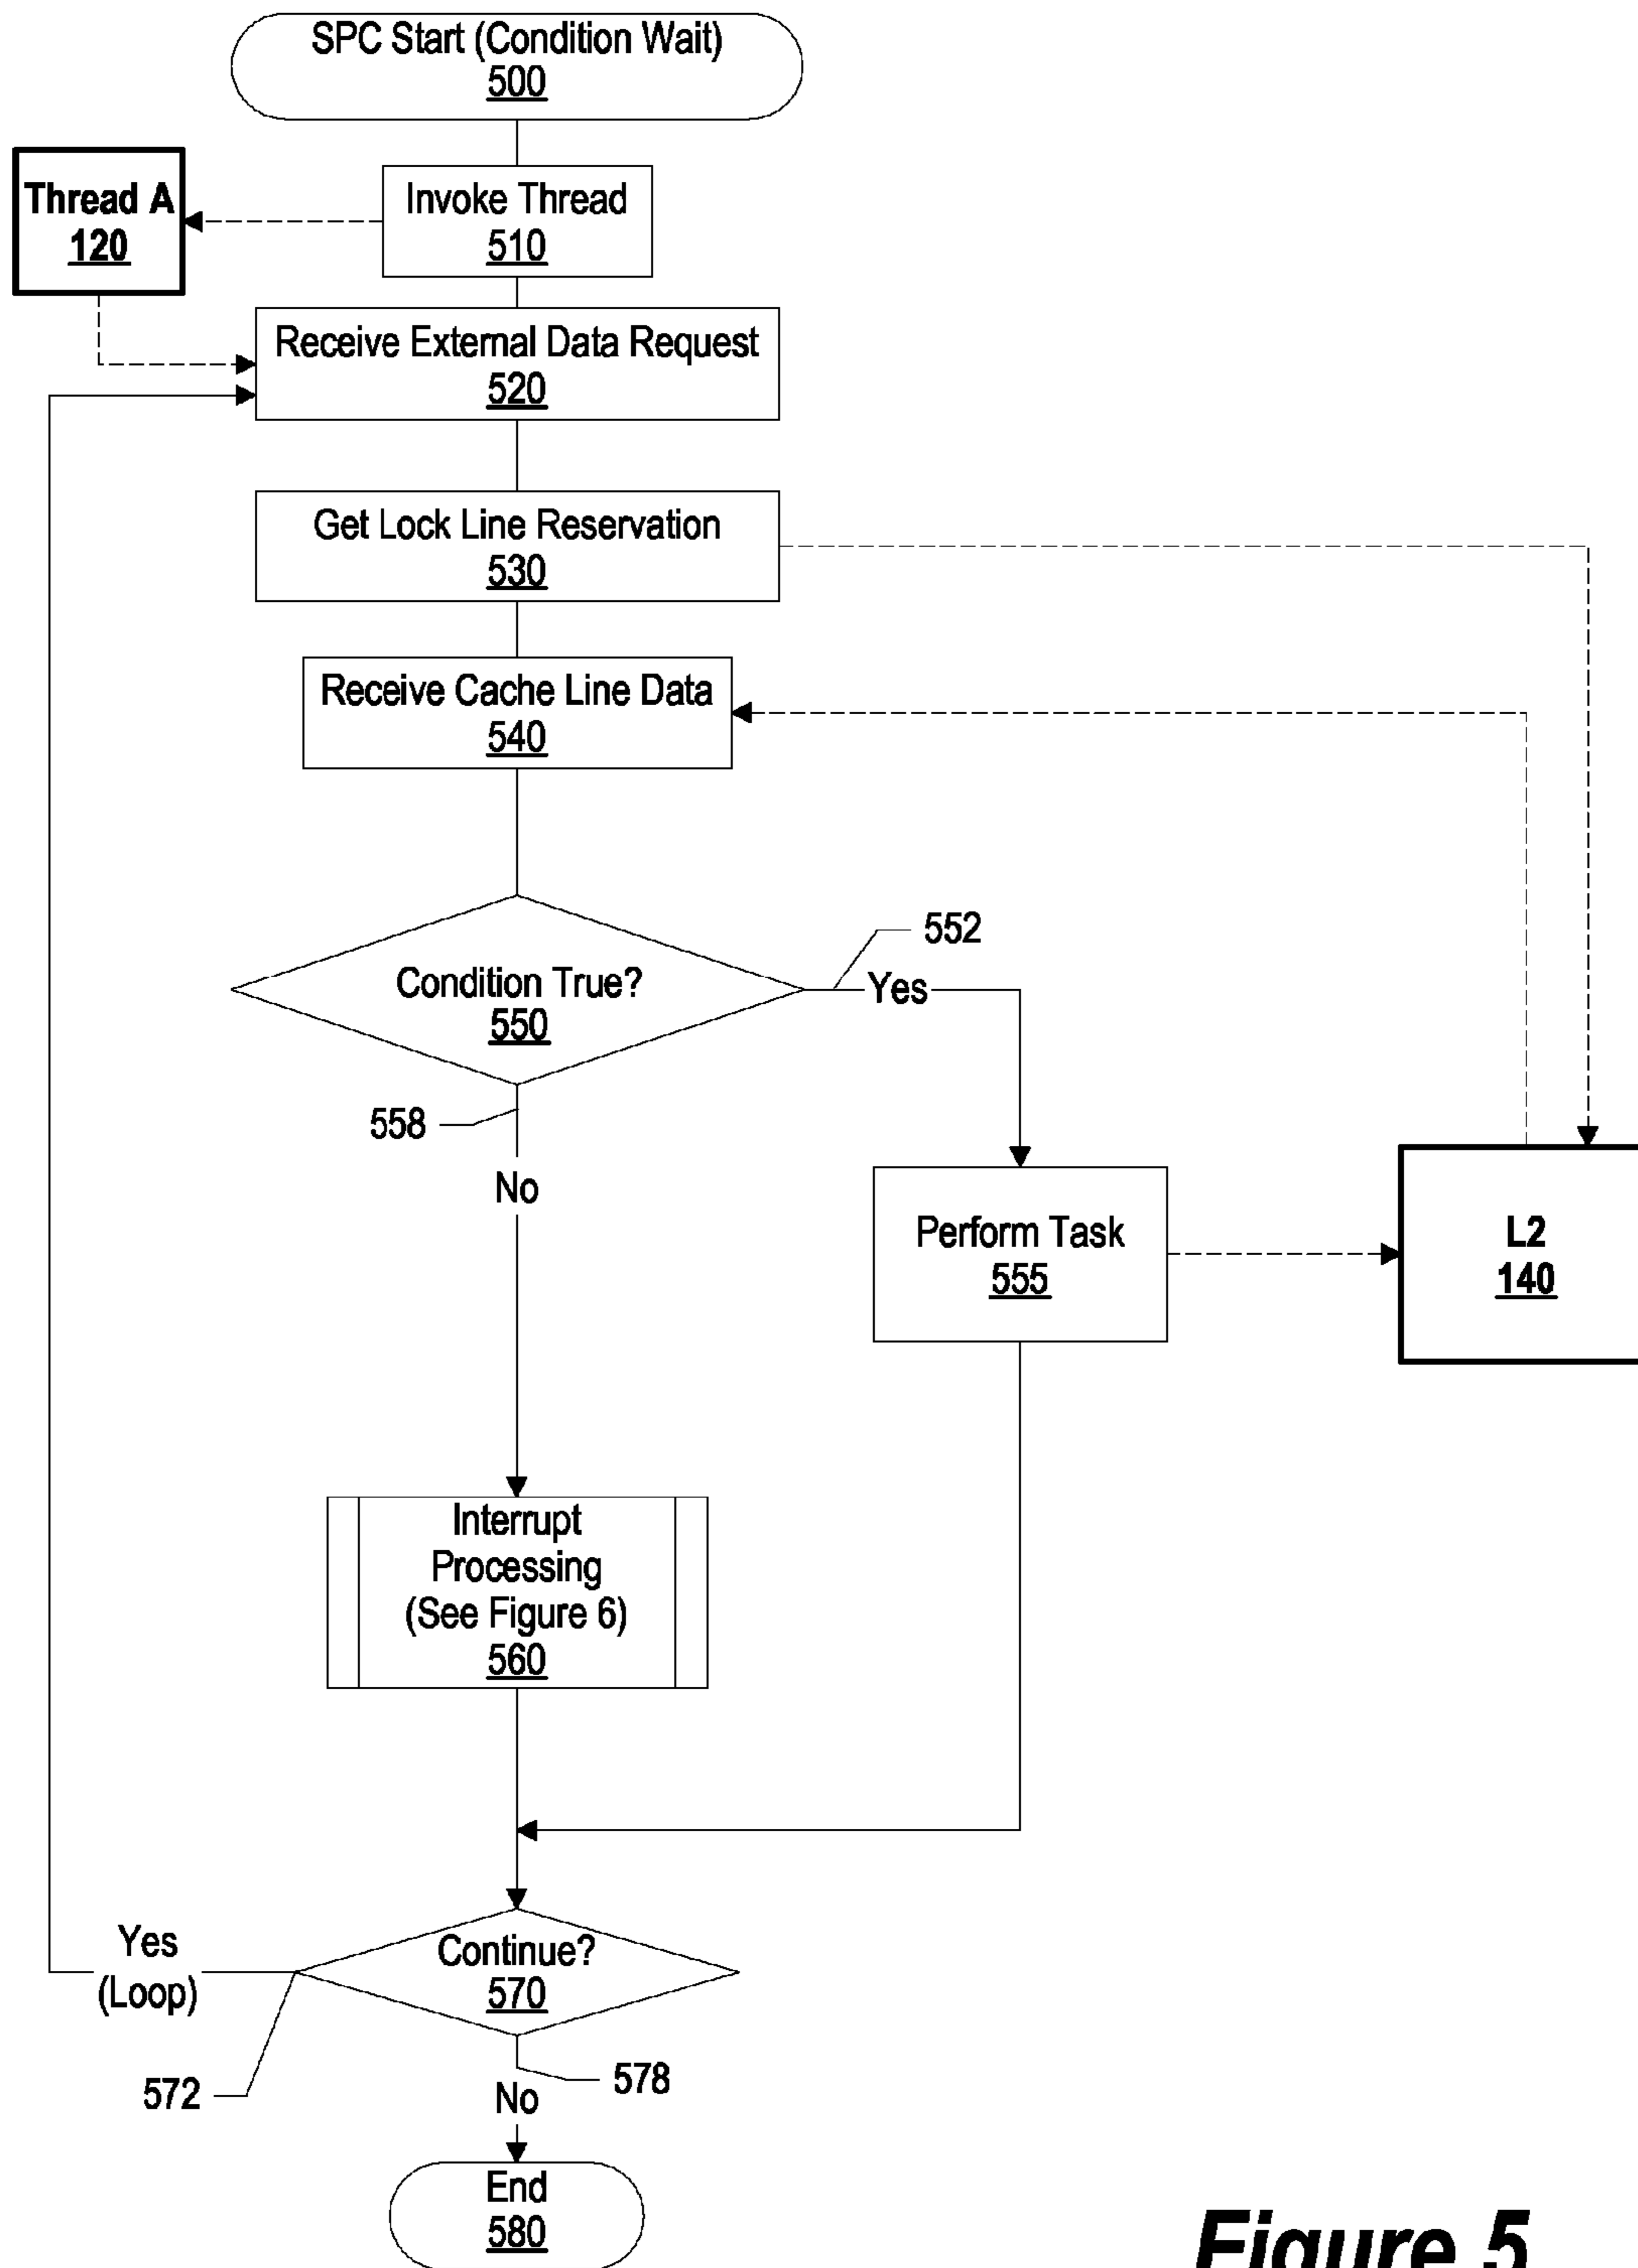 SPC Start (Condition Wait)
500
Thread A
120
Invoke Thread
510
Receive External Data Request
520
Get Lock Line Reservation
530
Receive Cache Line Data
540
552
Condition True?
550
Yes
558
No
Perform Task
555
L2
140
Interrupt
Processing
(See Figure 6)
560
Yes
(Loop)
Continue?
570
572
578
No
End
580
Figure 5